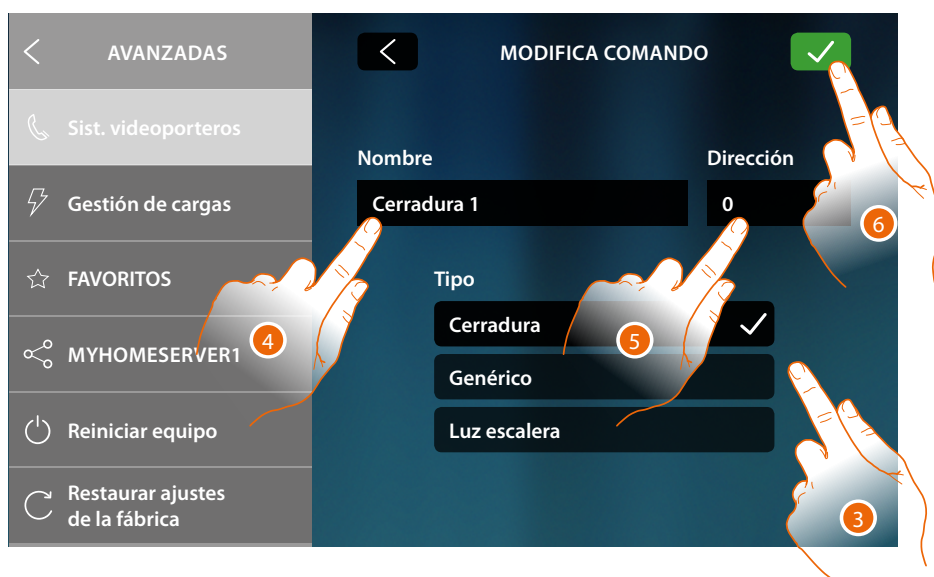 AVANZADAS
Sist. videoporteros
Gestión de cargas
FAVORITOS
MYHOMESERVER1
Reiniciar equipo
Restaurar ajustes
de la fábrica
MODIFICA COMANDO
Nombre
Dirección
Cerradura 1
0
6
Tipo
4
Cerradura
5
Genérico
Luz escalera
3